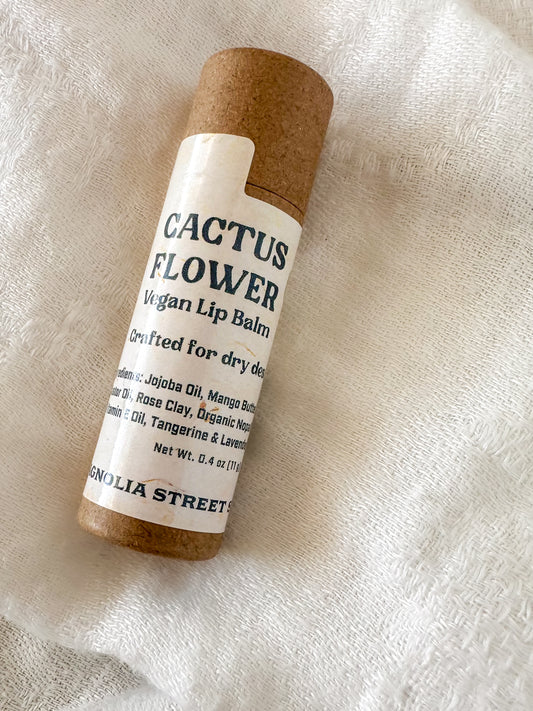 CACTUS
FLOWER
Vegan Lip Balm
Crafted for dry
Jojoba Oil, Mango
Rose Clay, Organic
Oil, Tangerine &
Net Wt. 0.4 oz
STREET